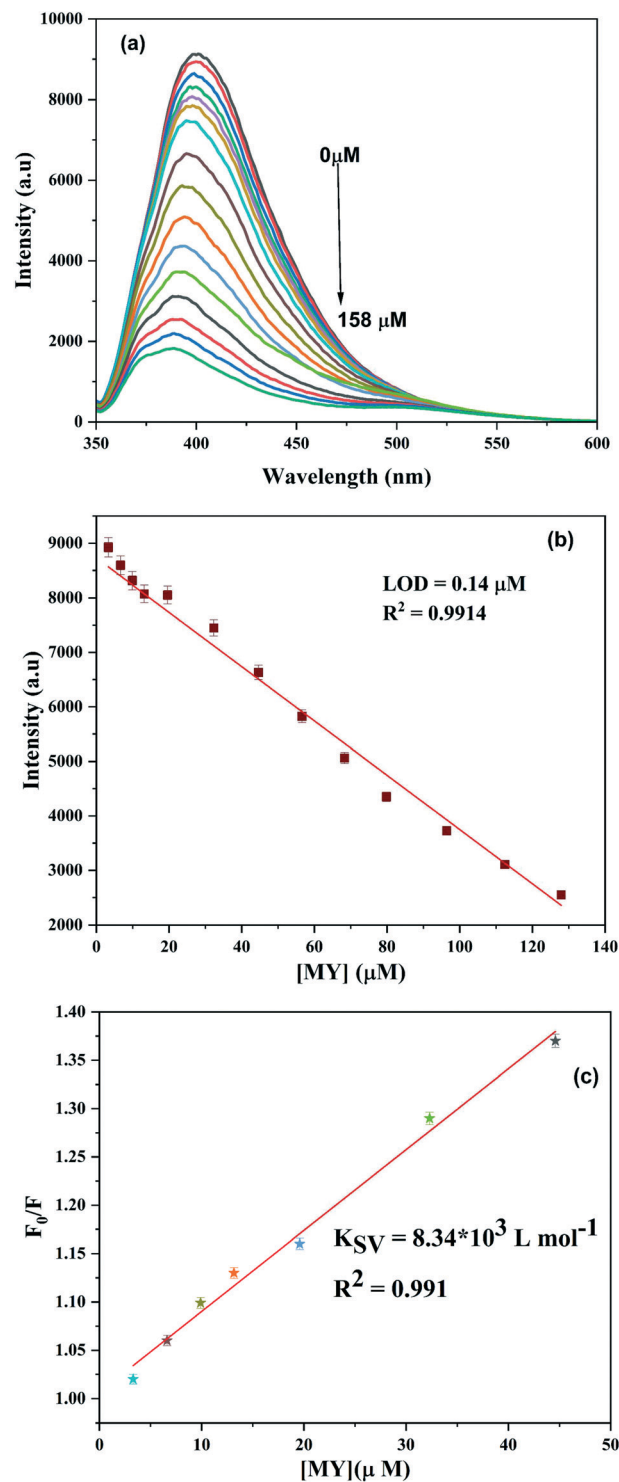 (a)
10000
8000
6000
4000
2000
0
Intensity (a.u)
0μM
158 μM
350 400 450 500 550 600
Wavelength (nm)
(b)
9000
8000
7000
6000
5000
4000
3000
2000
Intensity (a.u)
LOD = 0.14 μM
R² = 0.9914
0 20 40 60 80 100 120 140
[MY] (μM)
(c)
1.40
1.35
1.30
1.25
1.20
1.15
1.10
1.05
1.00
F₀/F
K_SV = 8.34*10³ L mol⁻¹
R² = 0.991
0 10 20 30 40 50
[MY](μ M)